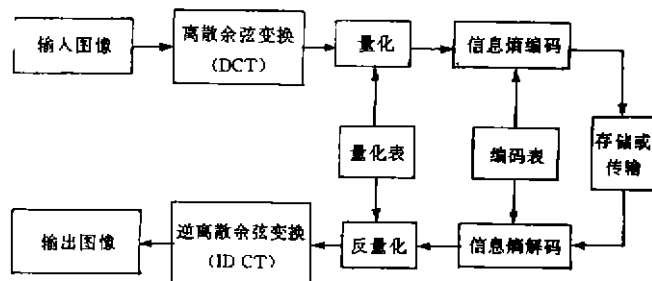 输入图像
离散余弦变换
（DCT）
量化
信息熵编码
量化表
编码表
存储或
传输
输出图像
逆离散余弦变换
（ID CT）
反量化
信息熵解码